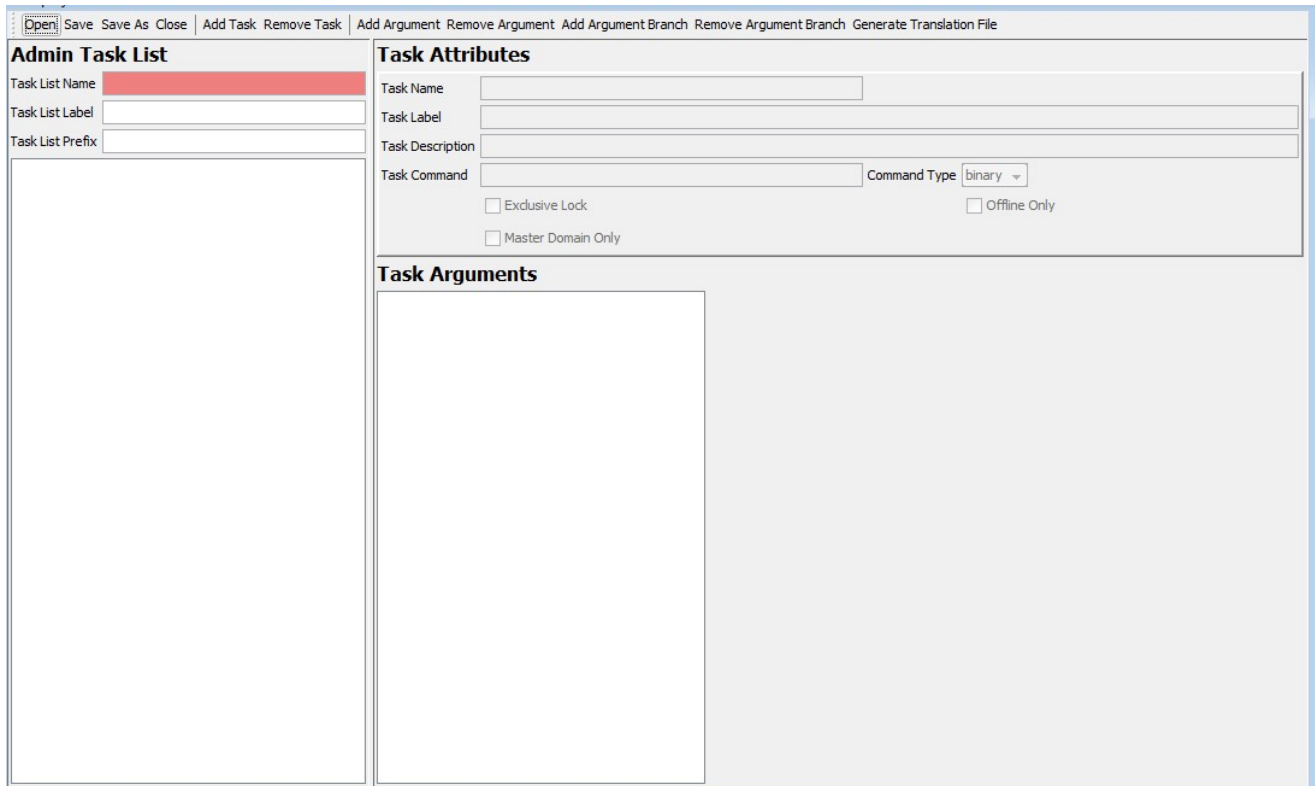 Open Save Save As Close Add Task Remove Task Add Argument Remove Argument Add Argument Branch Remove Argument Branch Generate Translation File
Admin Task List
Task List Name
Task List Label
Task List Prefix
Task Attributes
Task Name
Task Label
Task Description
Task Command Command Type binary
Exclusive Lock Offline Only
Master Domain Only
Task Arguments